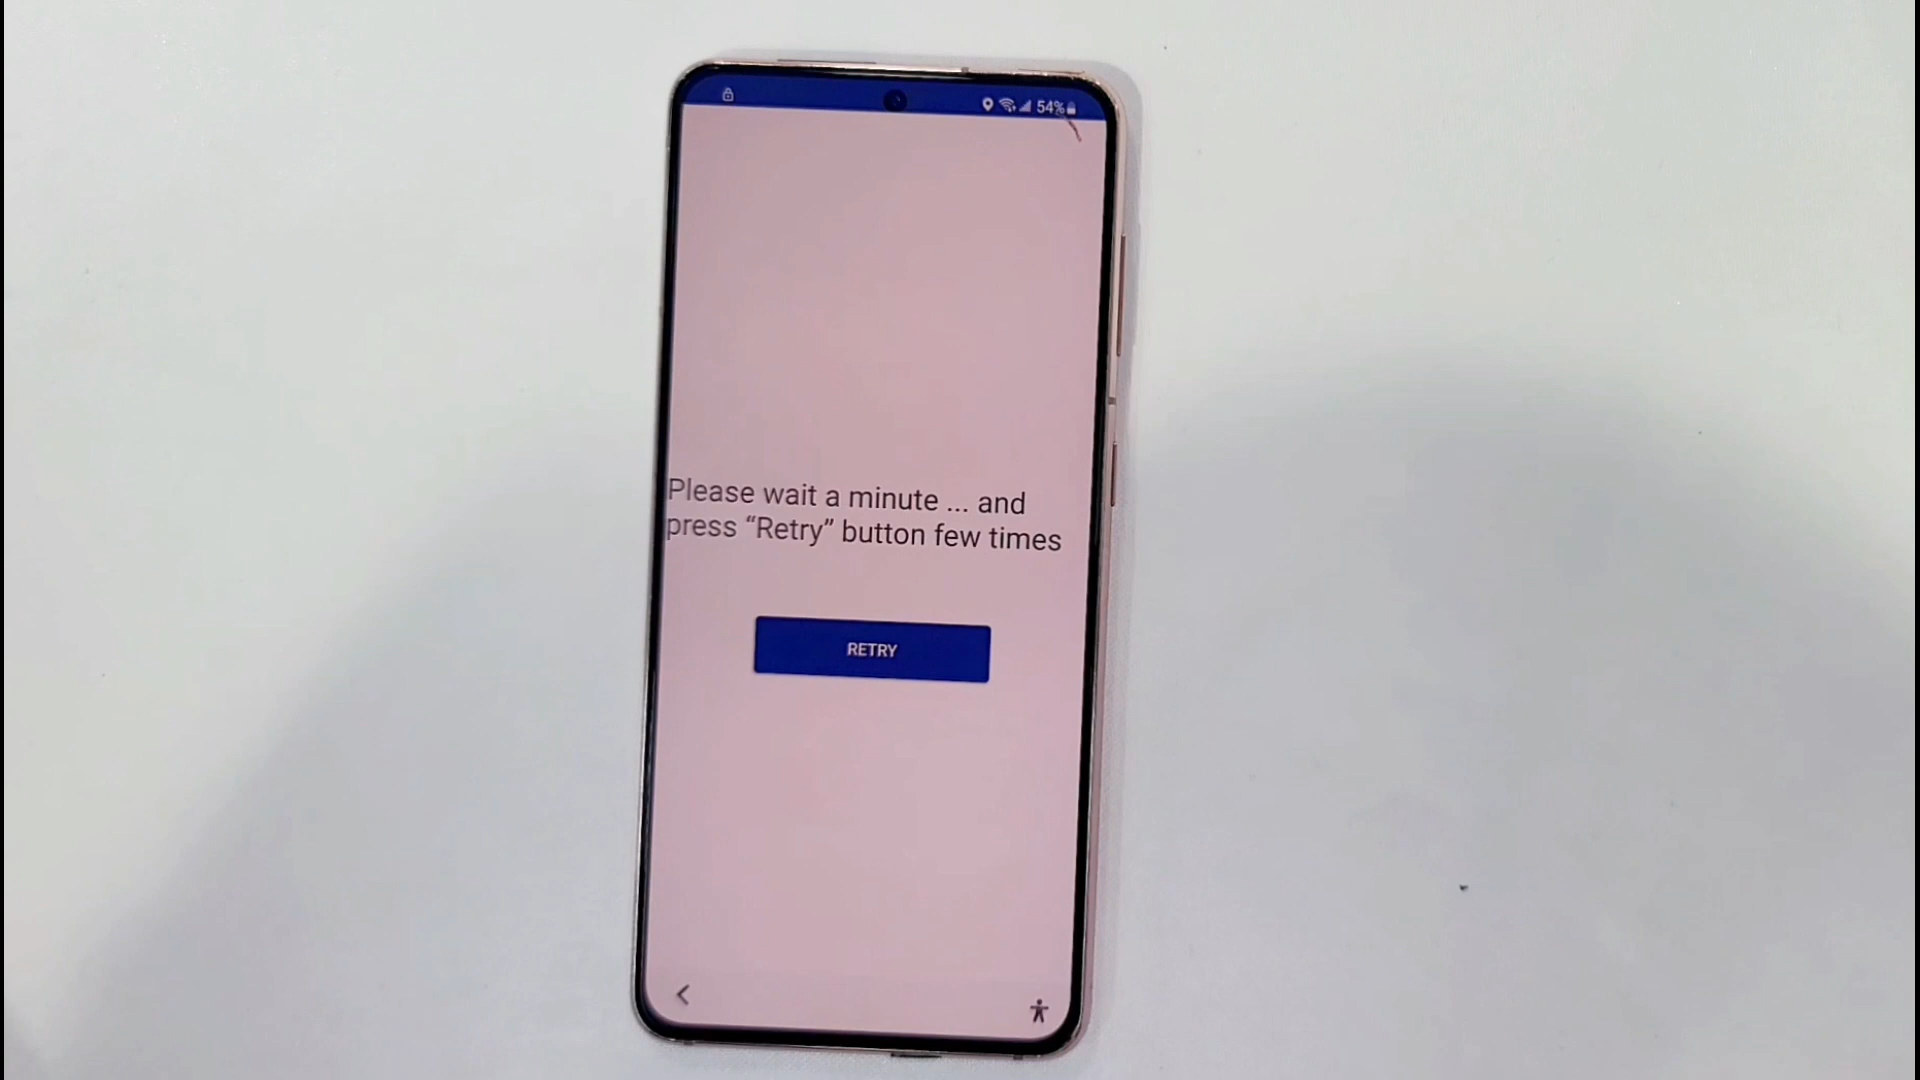 54%
Please wait a minute ... and
press “Retry” button few times
RETRY